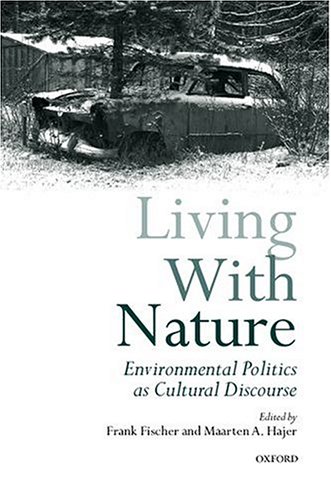 Living
With
Nature
Environmental Politics
as Cultural Discourse
Edited by
Frank Fischer and Maarten A. Hajer
OXFORD